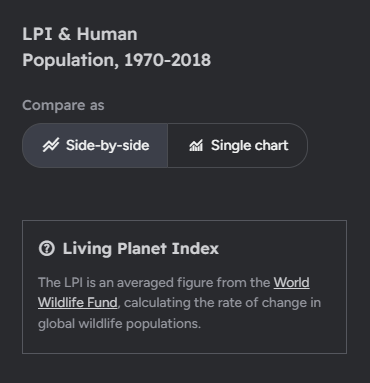 LPI & Human
Population, 1970-2018
Compare as
Side-by-side
Single chart
Living Planet Index
The LPI is an averaged figure from the World
Wildlife Fund, calculating the rate of change in
global wildlife populations.